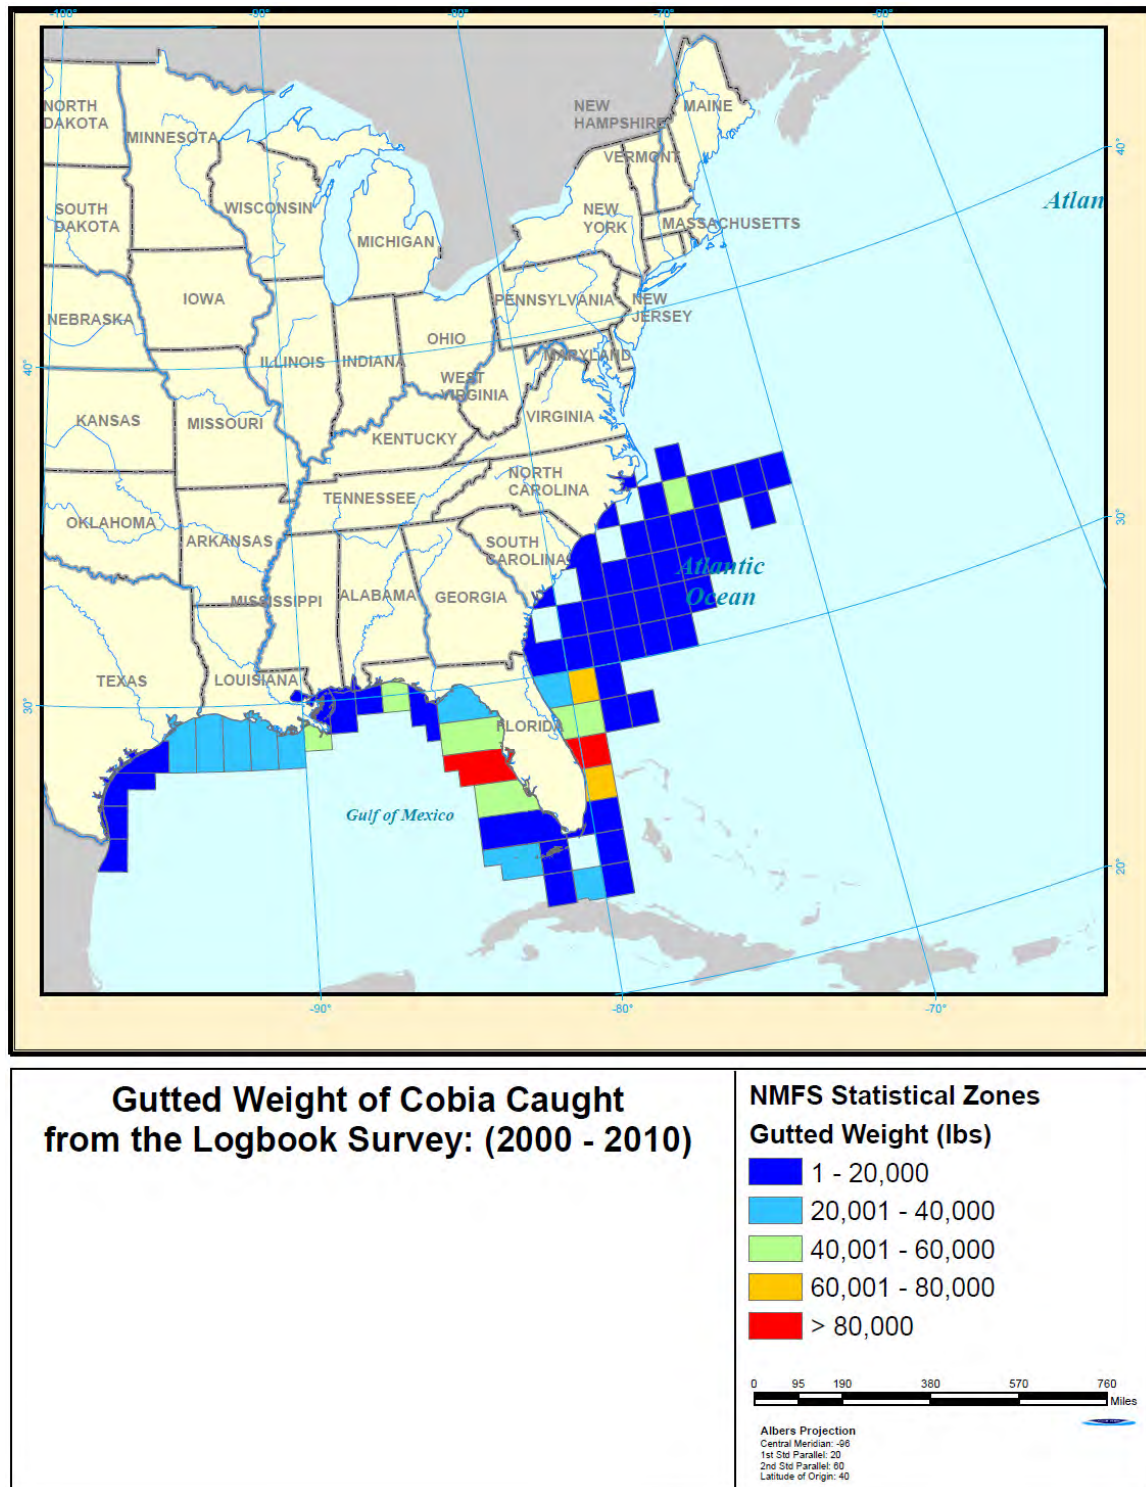 -100°
-90°
-80°
-70°
-60°
NORTH
DAKOTA
MINNESOTA
NEW
HAMPSHIRE
MAINE
VERMONT
40°
SOUTH
DAKOTA
WISCONSIN
MICHIGAN
NEW
YORK
MASSACHUSETTS
Atlan
IOWA
NEBRASKA
PENNSYLVANIA
NEW
JERSEY
OHIO
ILLINOIS
INDIANA
MARYLAND
40°
WEST
VIRGINIA
KANSAS
MISSOURI
VIRGINIA
KENTUCKY
NORTH
CAROLINA
TENNESSEE
OKLAHOMA
ARKANSAS
SOUTH
CAROLINA
30°
Atlantic
Ocean
MISSISSIPPI
ALABAMA
GEORGIA
TEXAS
LOUISIANA
30°
FLORIDA
Gulf of Mexico
20°
-90°
-80°
-70°
Gutted Weight of Cobia Caught
from the Logbook Survey: (2000 - 2010)
NMFS Statistical Zones
Gutted Weight (lbs)
1 - 20,000
20,001 - 40,000
40,001 - 60,000
60,001 - 80,000
> 80,000
0 95 190 380 570 760
Miles
Albers Projection
Central Meridian: -96
1st Std Parallel: 20
2nd Std Parallel: 60
Latitude of Origin: 40